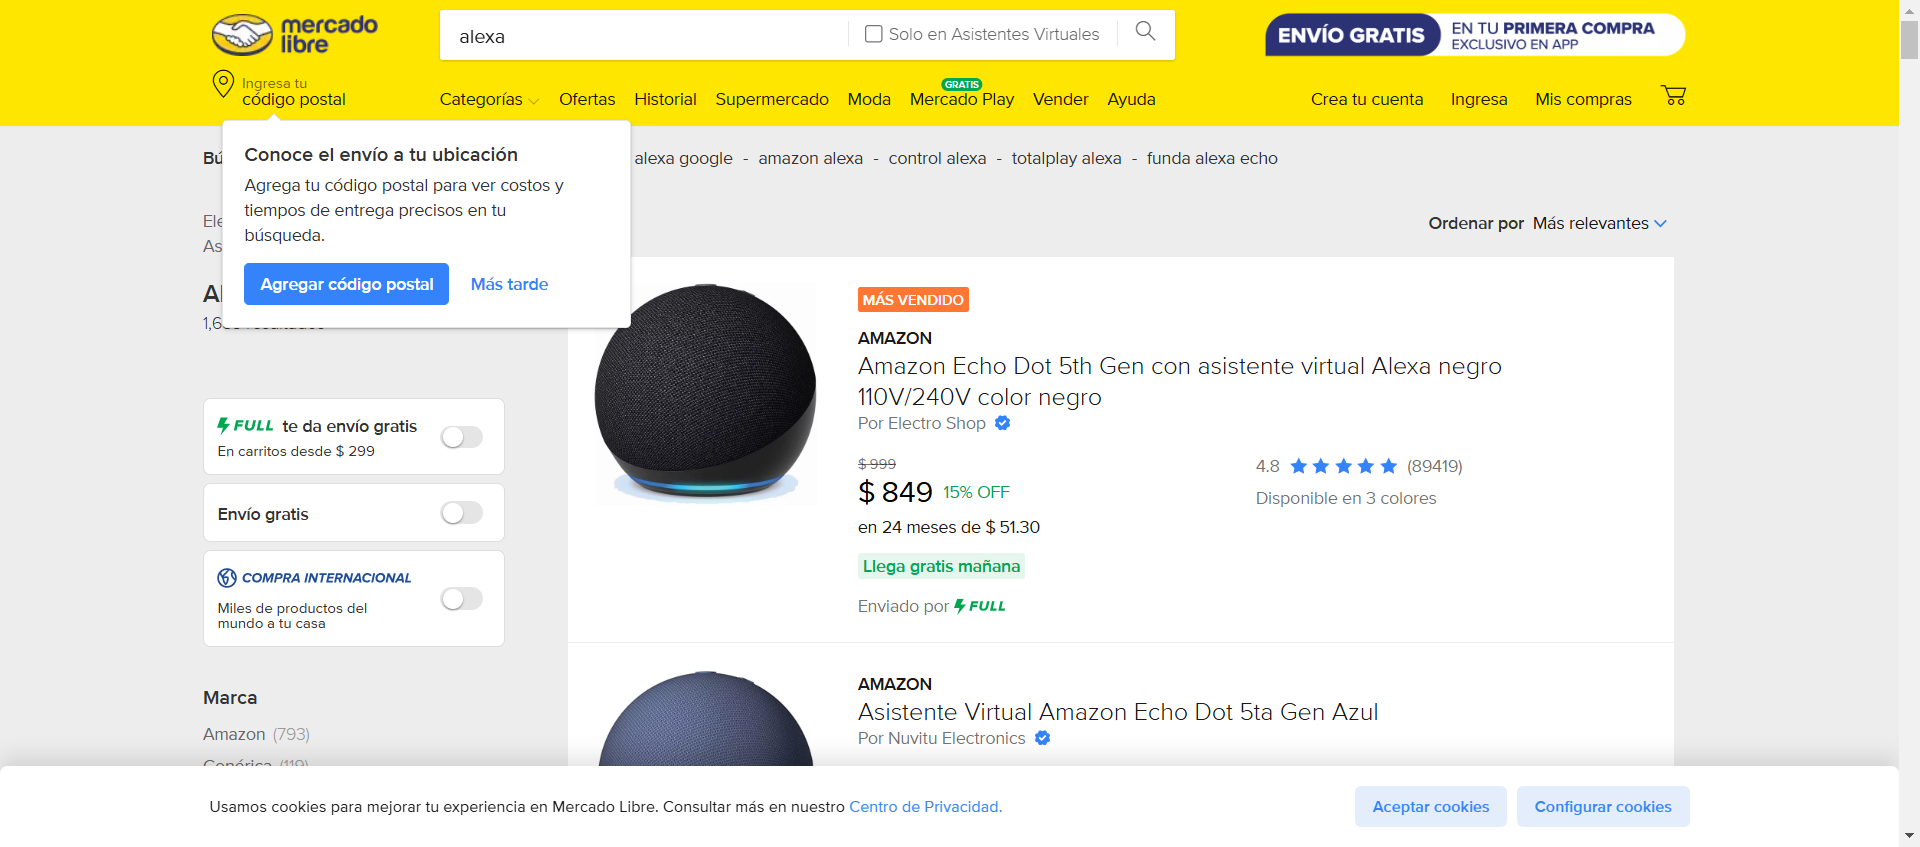 mercado
libre
alexa
Solo en Asistentes Virtuales
ENVÍO GRATIS
EN TU PRIMERA COMPRA
EXCLUSIVO EN APP
Ingresa tu
código postal
Categorías
Ofertas
Historial
Supermercado
Moda
GRATIS
Mercado Play
Vender
Ayuda
Crea tu cuenta
Ingresa
Mis compras
Conoce el envío a tu ubicación
Agrega tu código postal para ver costos y
tiempos de entrega precisos en tu
búsqueda.
Agregar código postal
Más tarde
alexa google - amazon alexa - control alexa - totalplay alexa - funda alexa echo
Ordenar por Más relevantes
MÁS VENDIDO
AMAZON
Amazon Echo Dot 5th Gen con asistente virtual Alexa negro
110V/240V color negro
Por Electro Shop
$ 999
$ 849 15% OFF
en 24 meses de $ 51.30
Llega gratis mañana
Enviado por FULL
4.8 (89419)
Disponible en 3 colores
FULL te da envío gratis
En carritos desde $ 299
Envío gratis
COMPRA INTERNACIONAL
Miles de productos del
mundo a tu casa
Marca
Amazon (793)
Genérica (119)
AMAZON
Asistente Virtual Amazon Echo Dot 5ta Gen Azul
Por Nuvitu Electronics
Usamos cookies para mejorar tu experiencia en Mercado Libre. Consultar más en nuestro Centro de Privacidad.
Aceptar cookies
Configurar cookies